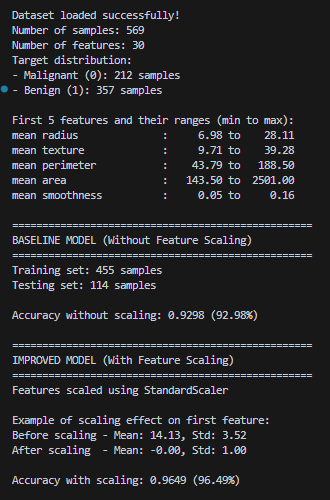 Dataset loaded successfully!
Number of samples: 569
Number of features: 30
Target distribution:
- Malignant (0): 212 samples
- Benign (1): 357 samples

First 5 features and their ranges (min to max):
mean radius               :     6.98 to    28.11
mean texture              :     9.71 to    39.28
mean perimeter            :    43.79 to   188.50
mean area                 :   143.50 to  2501.00
mean smoothness           :     0.05 to     0.16

==================================================
BASELINE MODEL (Without Feature Scaling)
==================================================
Training set: 455 samples
Testing set: 114 samples

Accuracy without scaling: 0.9298 (92.98%)

==================================================
IMPROVED MODEL (With Feature Scaling)
==================================================
Features scaled using StandardScaler

Example of scaling effect on first feature:
Before scaling - Mean: 14.13, Std: 3.52
After scaling  - Mean: -0.00, Std: 1.00

Accuracy with scaling: 0.9649 (96.49%)